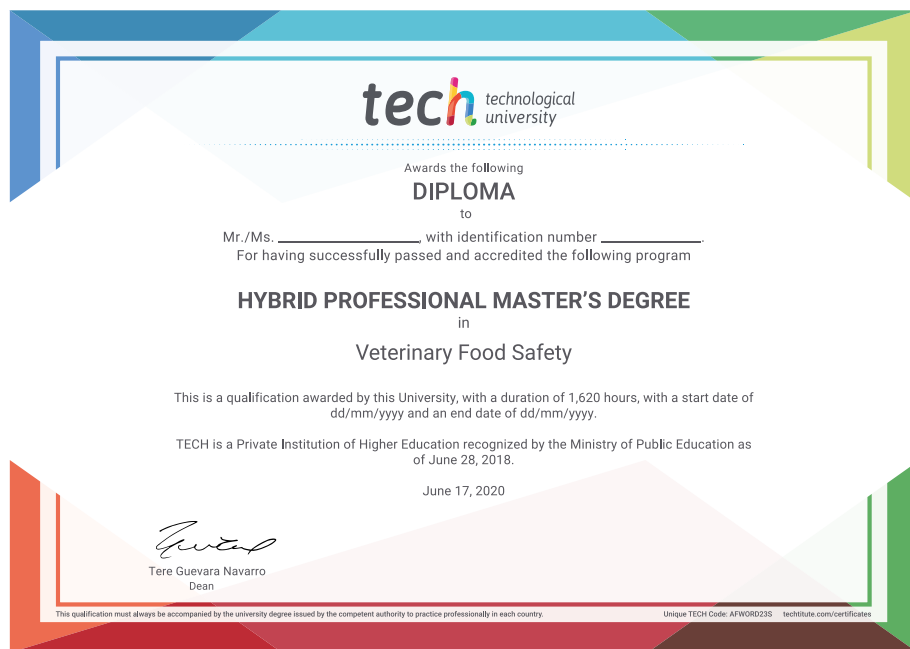 tech technological
university
Awards the following
DIPLOMA
to
Mr./Ms. ____________________, with identification number ______________.
For having successfully passed and accredited the following program
HYBRID PROFESSIONAL MASTER’S DEGREE
in
Veterinary Food Safety
This is a qualification awarded by this University, with a duration of 1,620 hours, with a start date of
dd/mm/yyyy and an end date of dd/mm/yyyy.
TECH is a Private Institution of Higher Education recognized by the Ministry of Public Education as
of June 28, 2018.
June 17, 2020
Tere Guevara Navarro
Dean
This qualification must always be accompanied by the university degree issued by the competent authority to practice professionally in each country.
Unique TECH Code: AFWORD23S techtitute.com/certificates